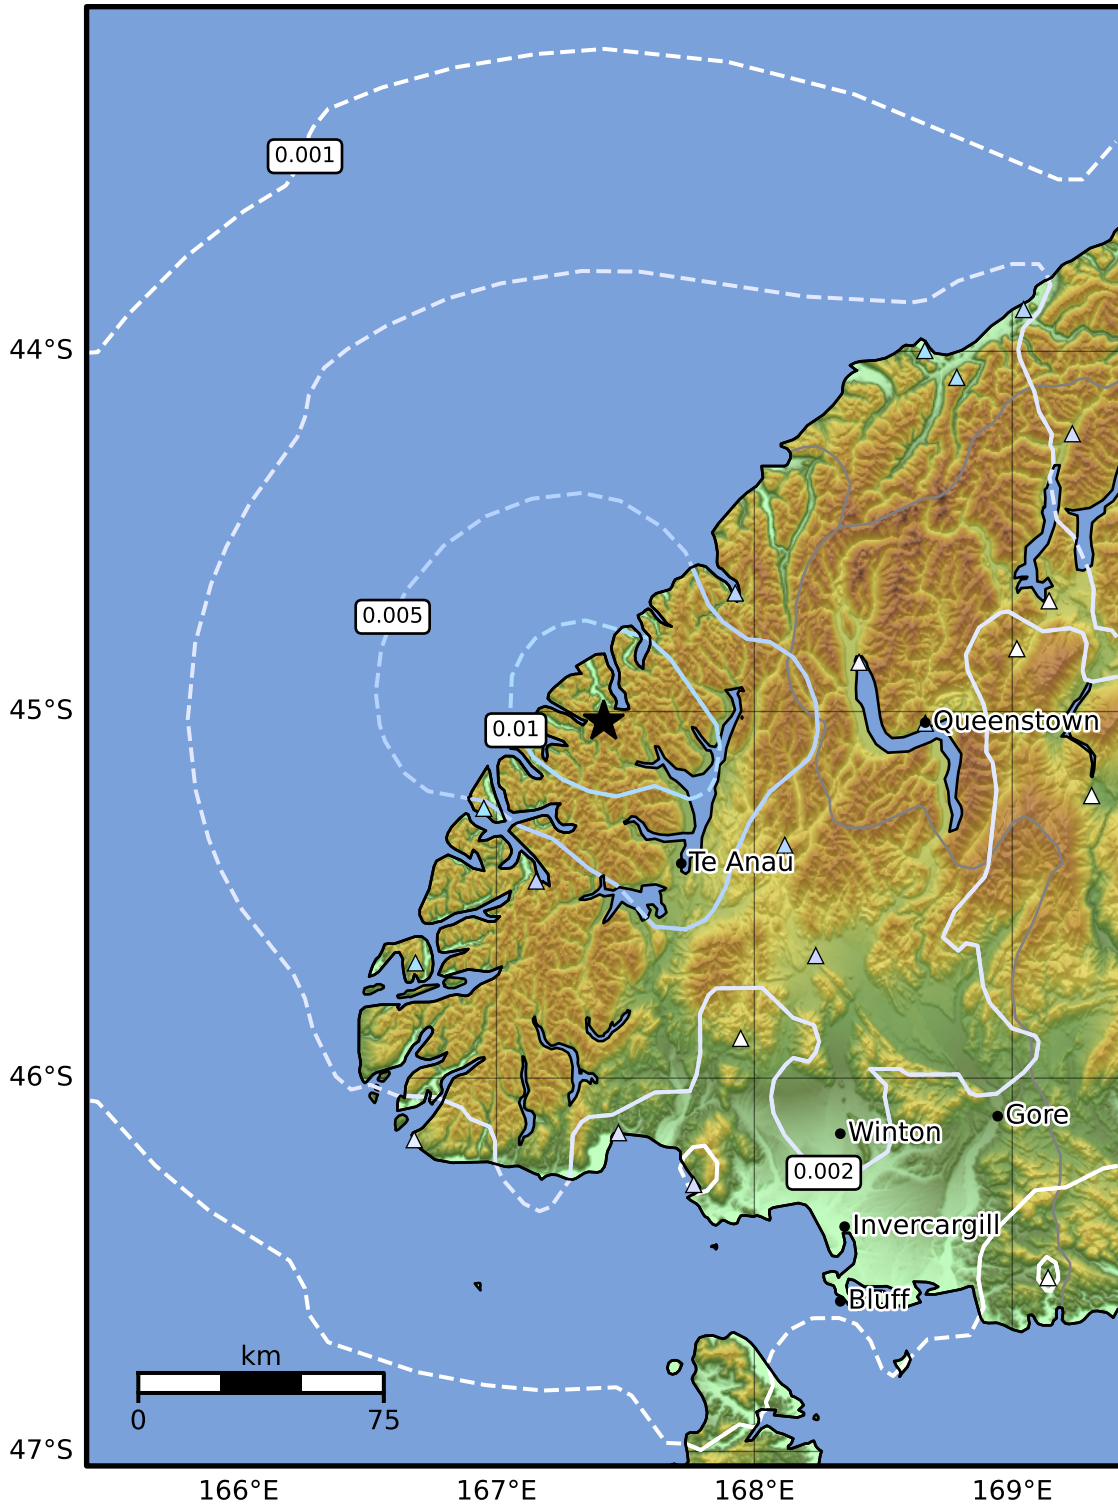 0.001
44°S
0.005
45°S
0.01
Queenstown
Te Anau
46°S
Gore
Winton
0.002
Invercargill
Bluff
km
0 75
47°S
166°E 167°E 168°E 169°E